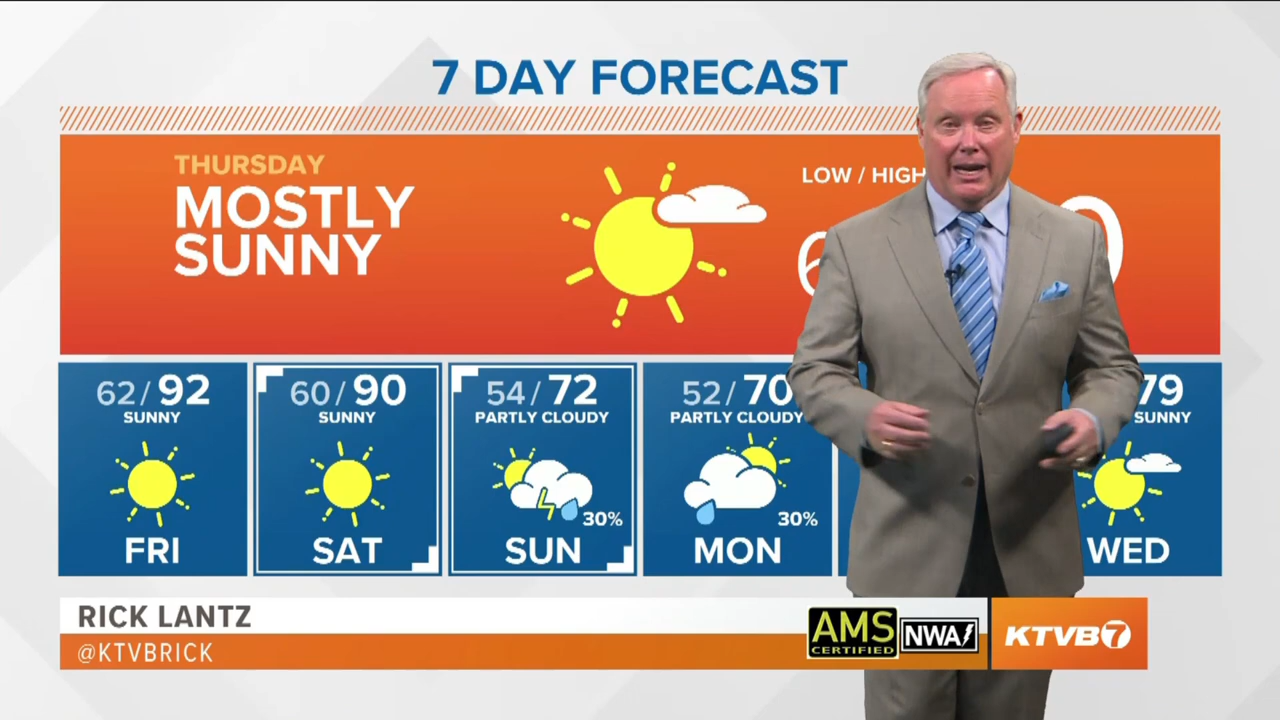 7 DAY FORECAST
THURSDAY
MOSTLY
SUNNY
LOW / HIGH
62/92
SUNNY
FRI
60/90
SUNNY
SAT
54/72
PARTLY CLOUDY
30%
SUN
52/70
PARTLY CLOUDY
30%
MON
79
SUNNY
WED
RICK LANTZ
@KTVBRICK
AMS
CERTIFIED
NWA
KTVB7